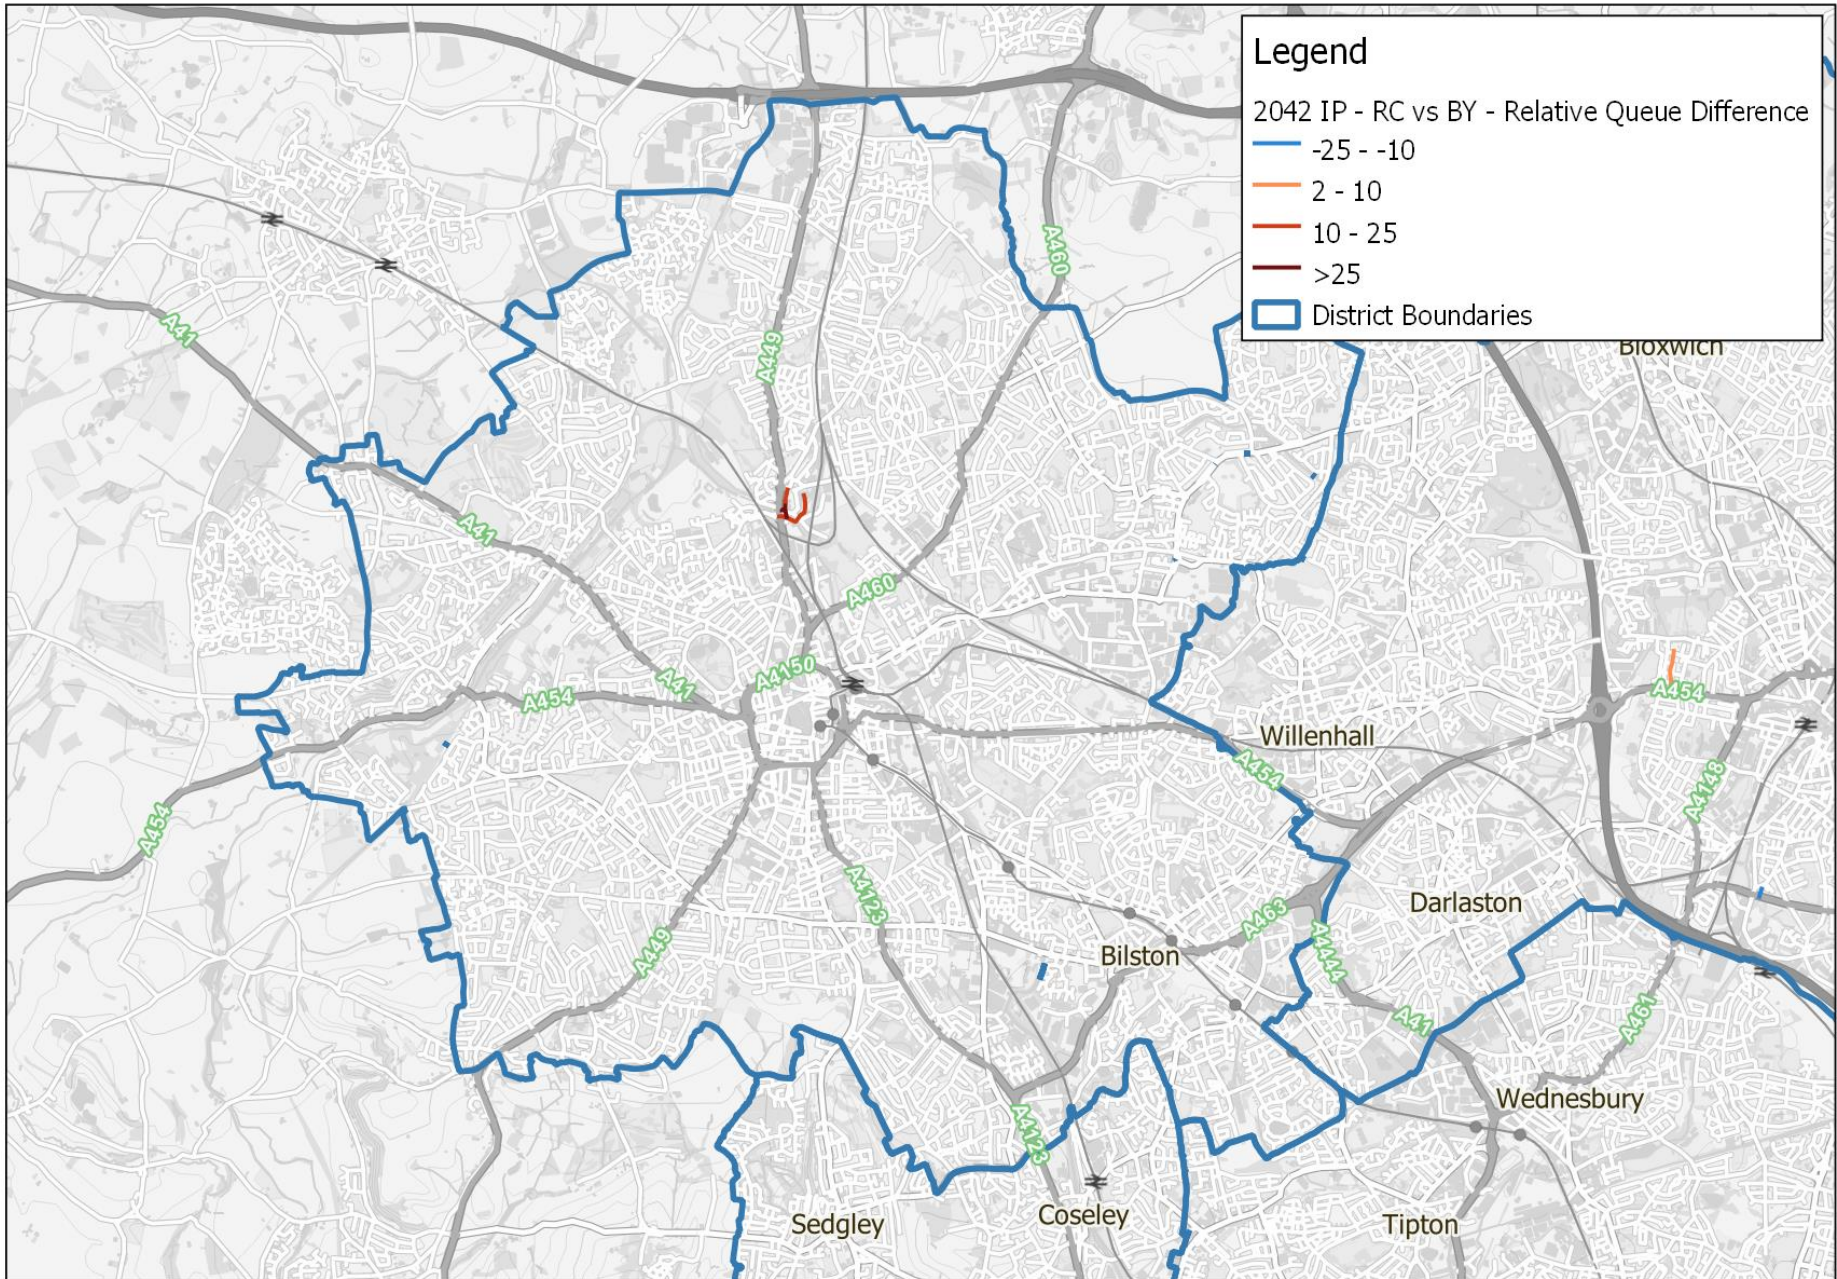 Legend
2042 IP - RC vs BY - Relative Queue Difference
-25 - -10
2 - 10
10 - 25
>25
District Boundaries
A460
A41
A449
Bloxwich
A41
A460
A4150
A41
A454
A454
Willenhall
A454
A4148
A454
A4123
Darlaston
A463
A449
Bilston
A4444
A41
A461
Wednesbury
A4123
Sedgley
Coseley
Tipton